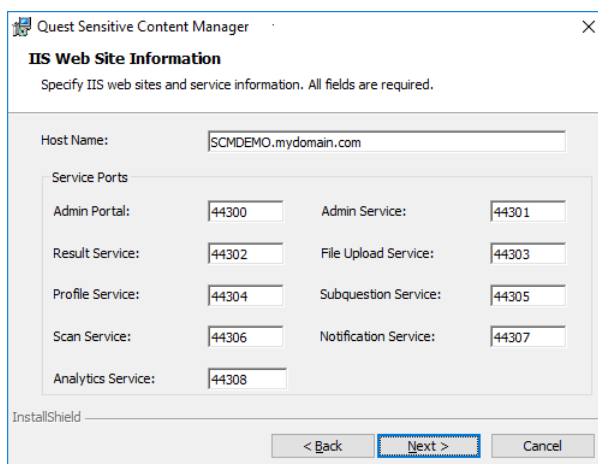 Quest Sensitive Content Manager
IIS Web Site Information
Specify IIS web sites and service information. All fields are required.
Host Name: SCMDEMO.mydomain.com
Service Ports
Admin Portal: 44300 Admin Service: 44301
Result Service: 44302 File Upload Service: 44303
Profile Service: 44304 Subquestion Service: 44305
Scan Service: 44306 Notification Service: 44307
Analytics Service: 44308
InstallShield
< Back Next > Cancel